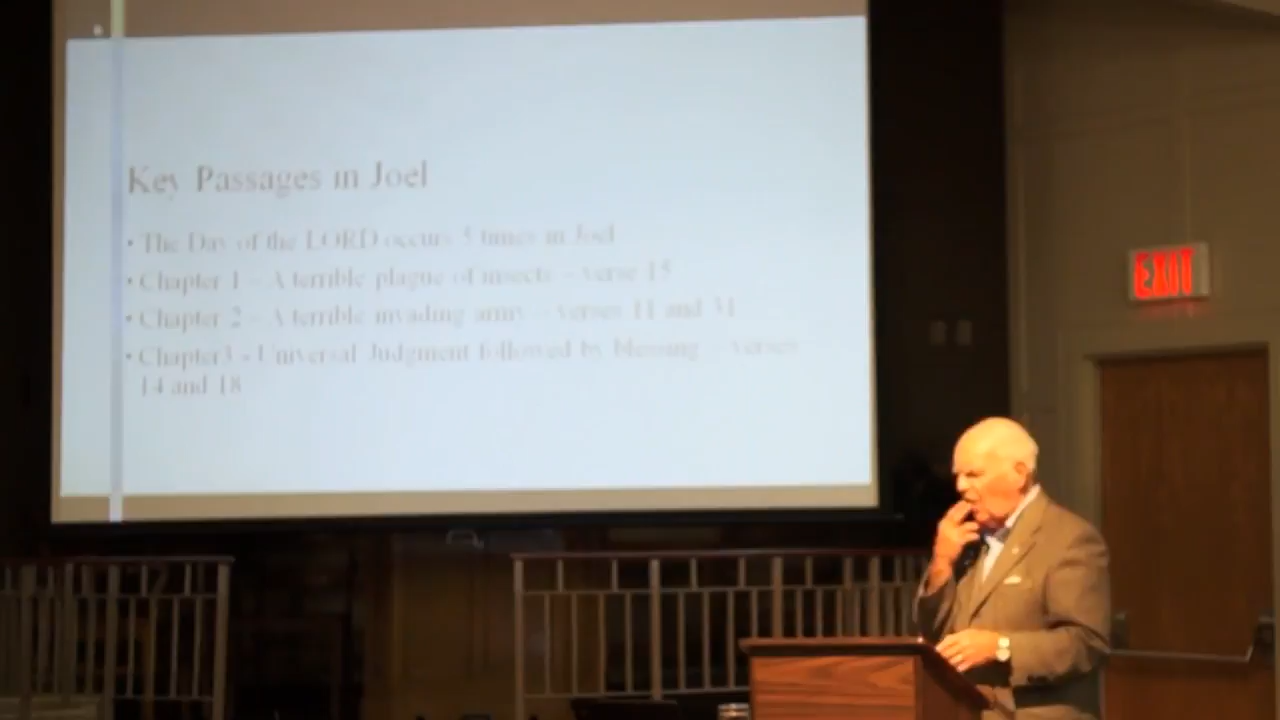 Key Passages in Joel
• The Day of the LORD occurs 5 times in Joel
• Chapter 1 – A terrible plague of insects – verse 15
• Chapter 2 – A terrible invading army – verses 11 and 31
• Chapter3 - Universal Judgment followed by blessing – verses
14 and 18
EXIT